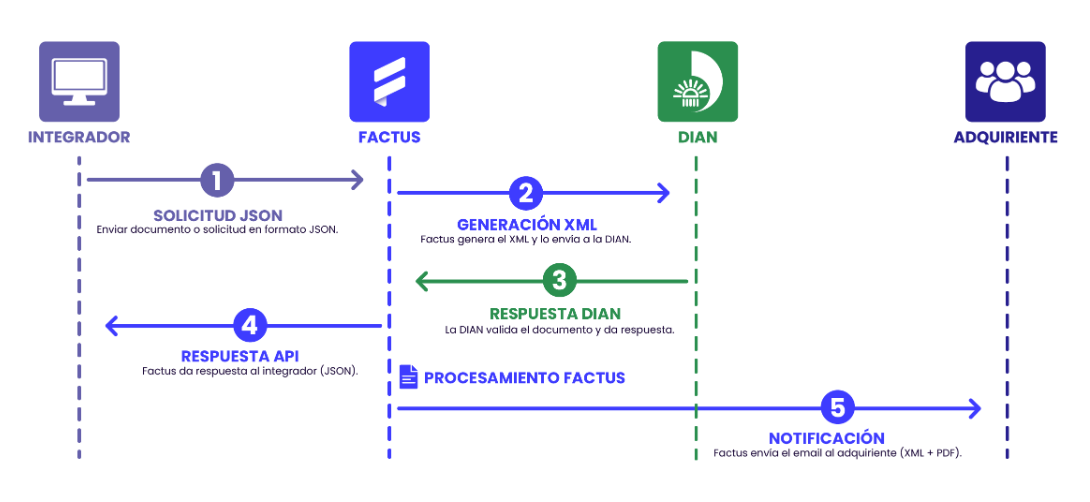 INTEGRADOR
FACTUS
DIAN
ADQUIRIENTE
1
SOLICITUD JSON
Enviar documento o solicitud en formato JSON.
2
GENERACIÓN XML
Factus genera el XML y lo envía a la DIAN.
3
RESPUESTA DIAN
La DIAN valida el documento y da respuesta.
4
RESPUESTA API
Factus da respuesta al integrador (JSON).
PROCESAMIENTO FACTUS
5
NOTIFICACIÓN
Factus envía el email al adquiriente (XML + PDF).